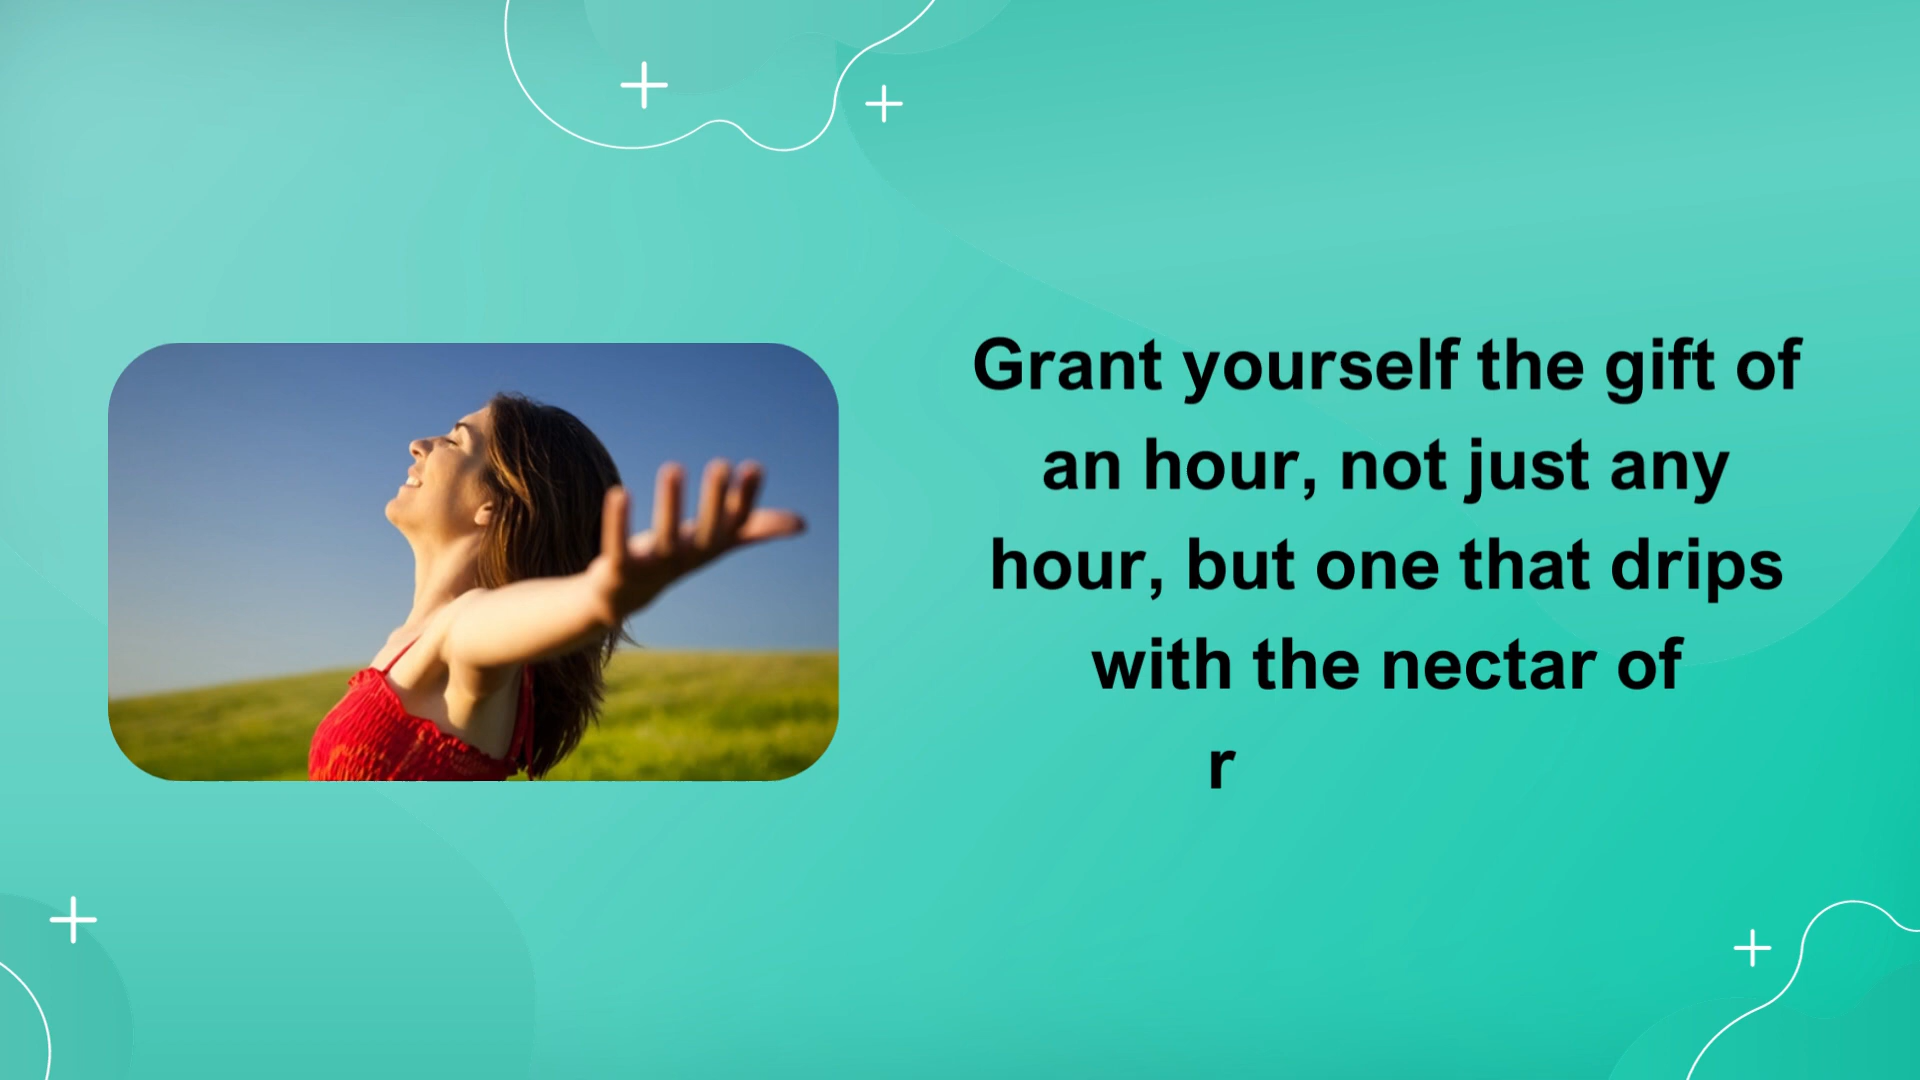 Grant yourself the gift of
an hour, not just any
hour, but one that drips
with the nectar of
r